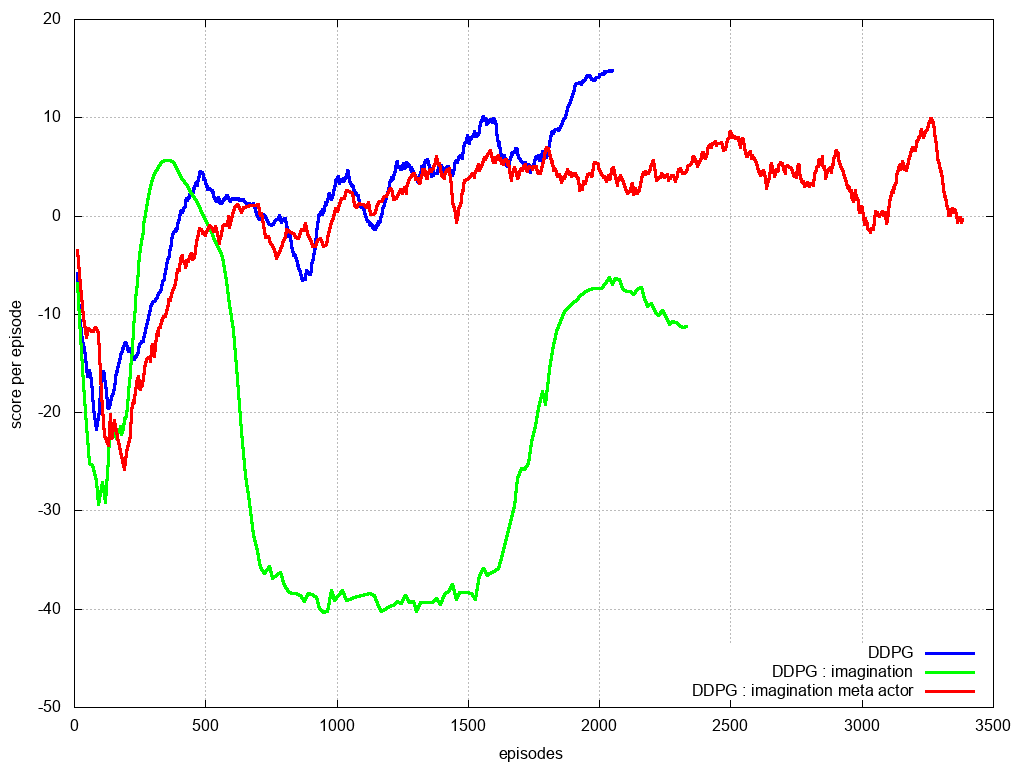 20
10
0
-10
-20
-30
-40
-50
score per episode
DDPG
DDPG : imagination
DDPG : imagination meta actor
0 500 1000 1500 2000 2500 3000 3500
episodes